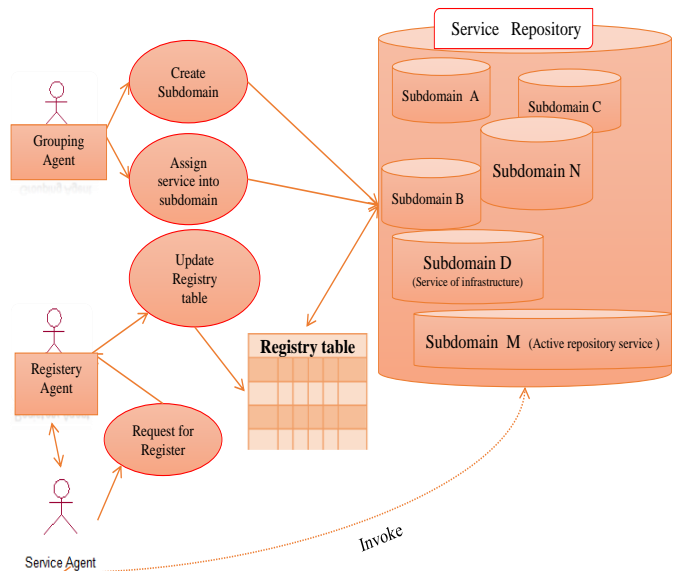 Service Repository
Create
Subdomain
Subdomain A
Subdomain C
Grouping
Agent
Assign
service into
subdomain
Subdomain N
Subdomain B
Update
Registry
table
Subdomain D
(Service of infrastructure)
Registry table
Subdomain M (Active repository service )
Registery
Agent
Request for
Register
Invoke
Service Agent